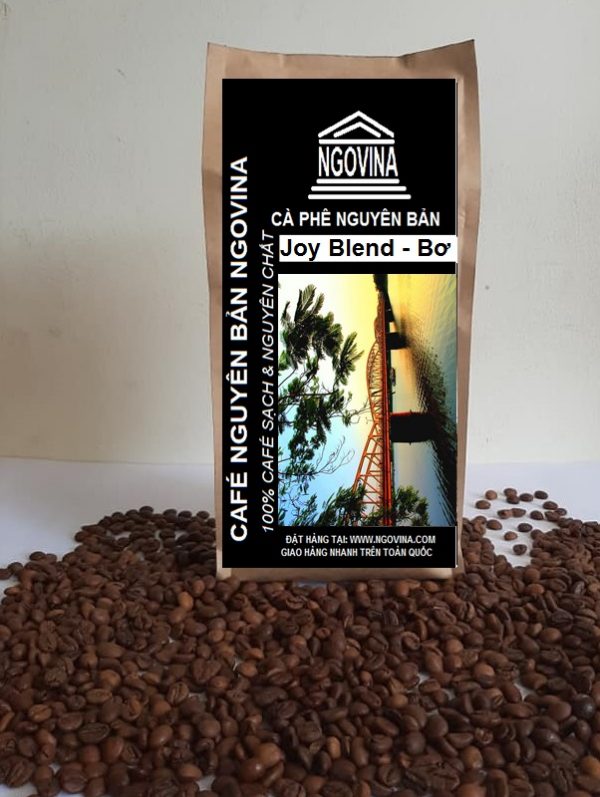 NGOVINA
CÀ PHÊ NGUYÊN BẢN
Joy Blend - Bơ
CAFÉ NGUYÊN BẢN NGOVINA
100% CAFÉ SẠCH & NGUYÊN CHẤT
ĐẶT HÀNG TẠI: WWW.NGOVINA.COM
GIAO HÀNG NHANH TRÊN TOÀN QUỐC